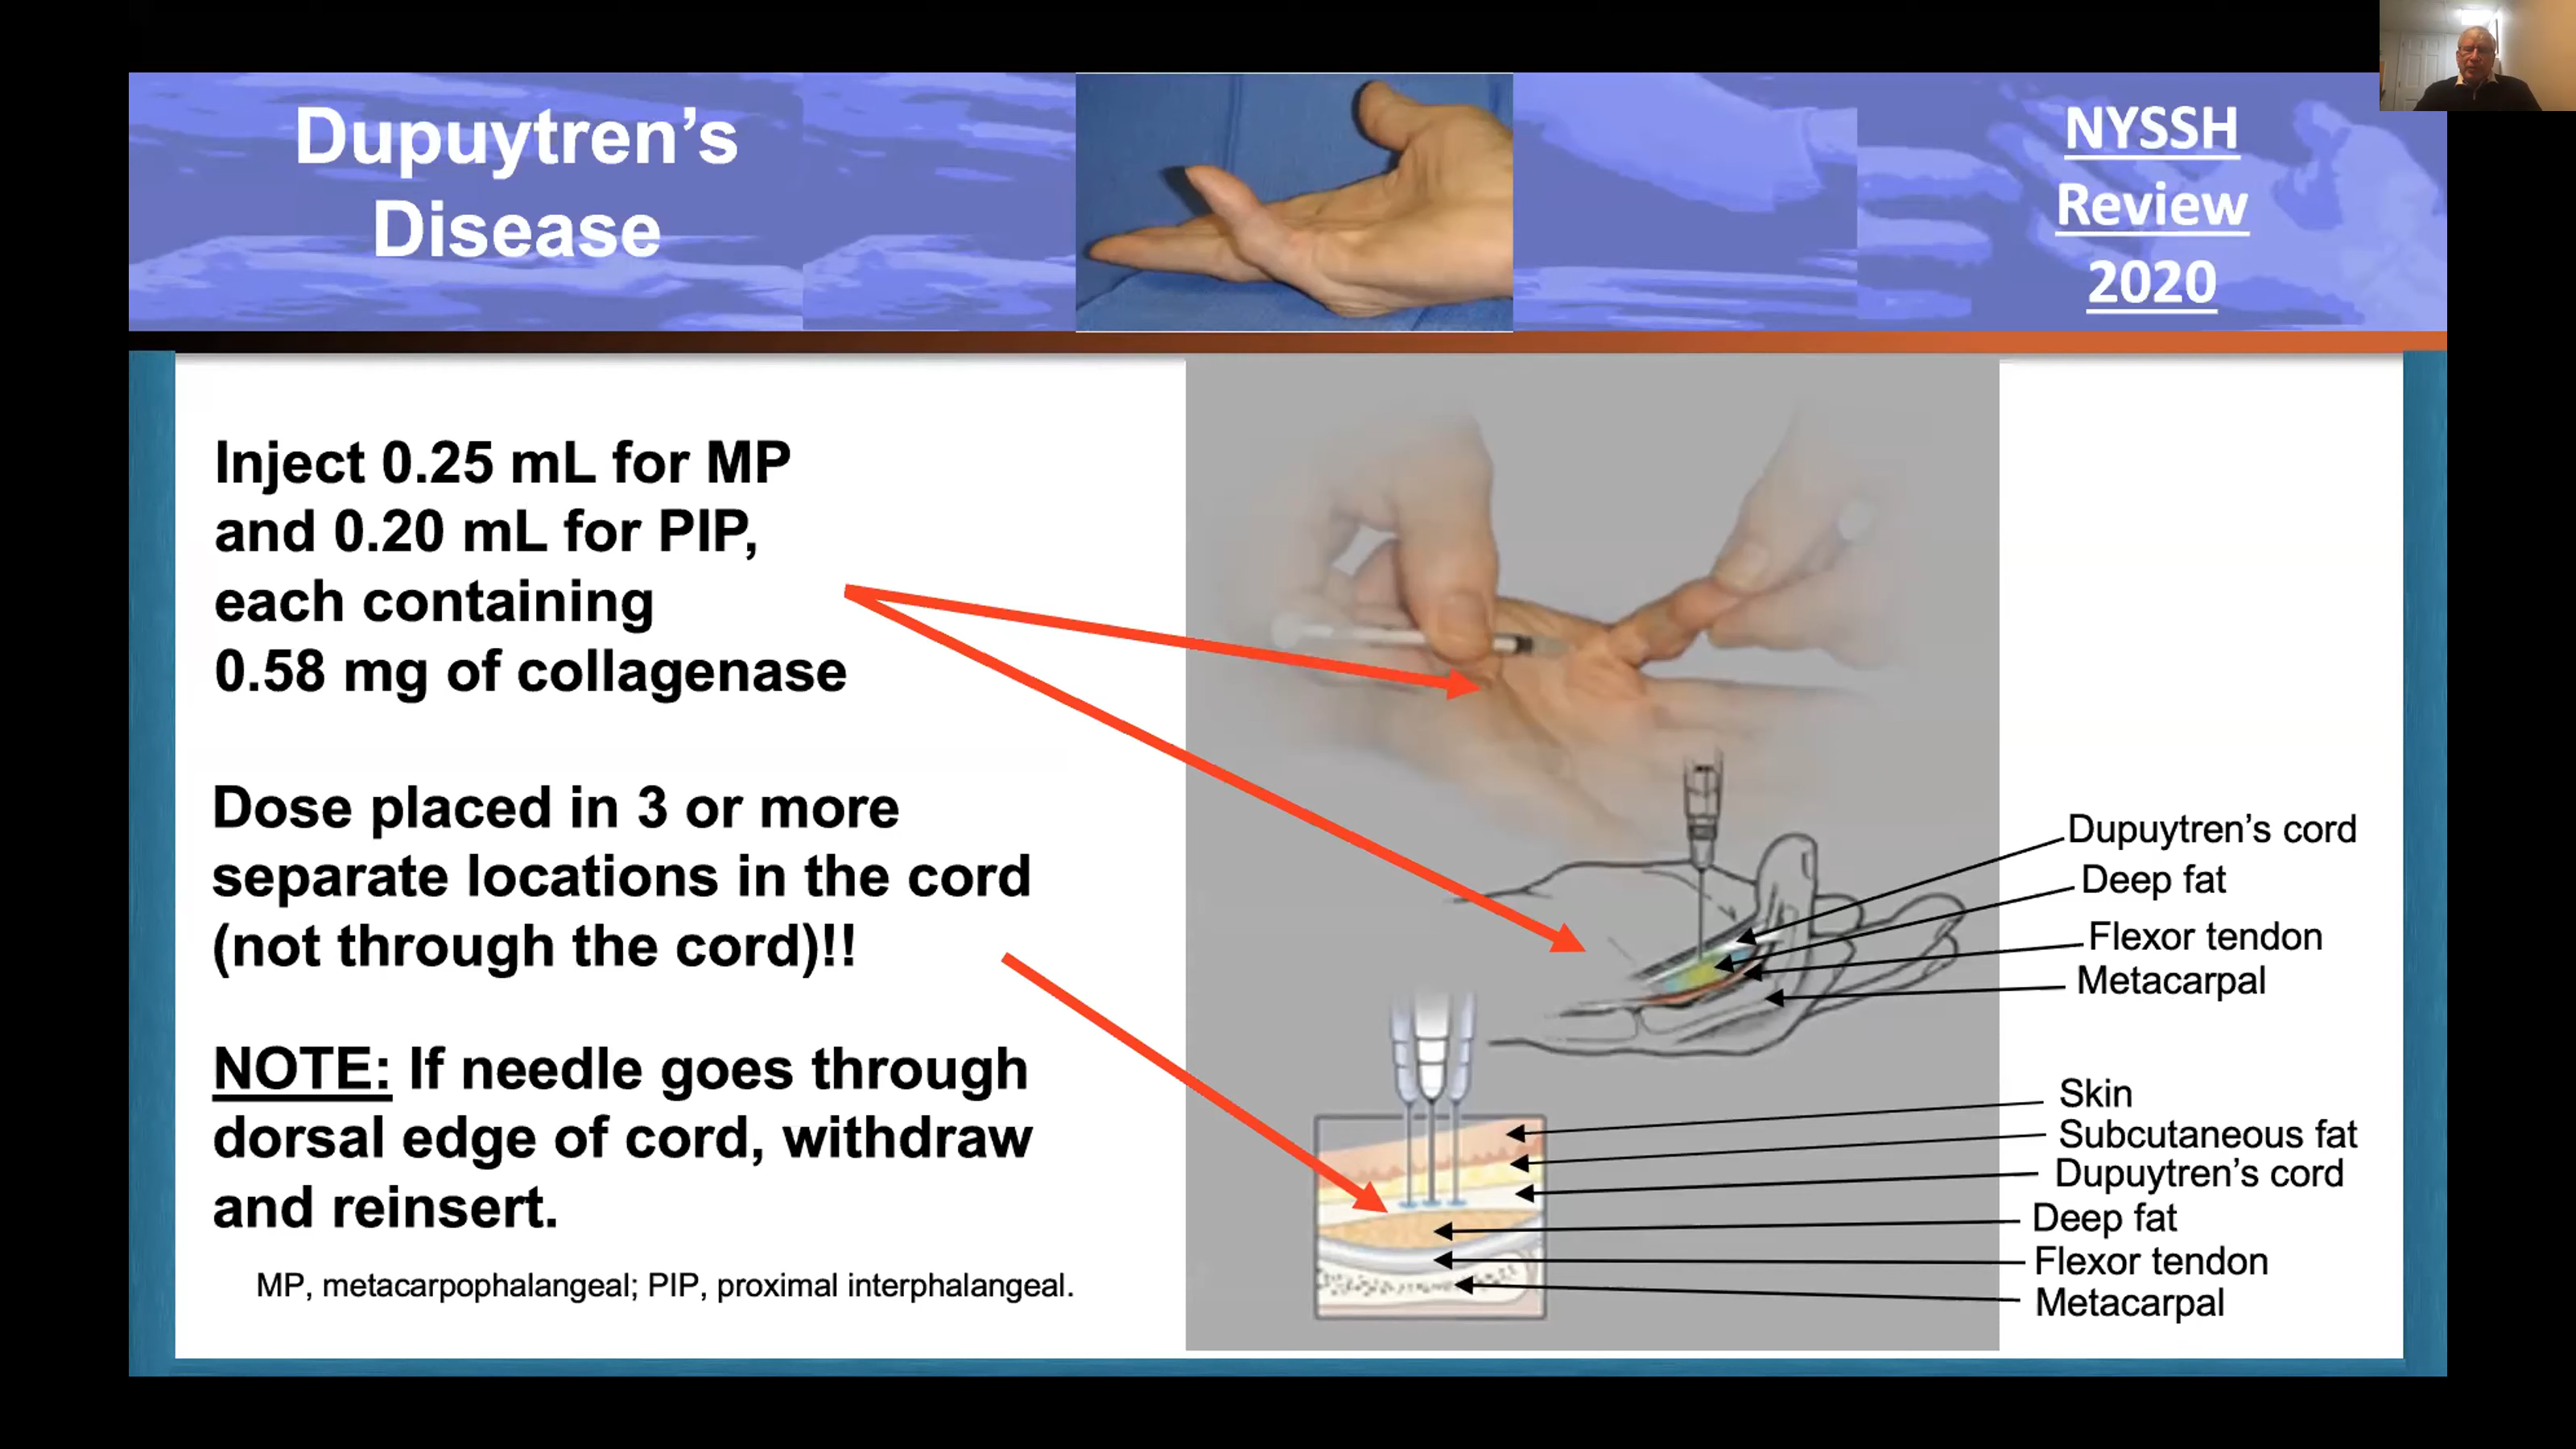 Dupuytren’s
Disease
NYSSH
Review
2020
Inject 0.25 mL for MP
and 0.20 mL for PIP,
each containing
0.58 mg of collagenase
Dose placed in 3 or more
separate locations in the cord
(not through the cord)!!
NOTE: If needle goes through
dorsal edge of cord, withdraw
and reinsert.
MP, metacarpophalangeal; PIP, proximal interphalangeal.
Dupuytren’s cord
Deep fat
Flexor tendon
Metacarpal
Skin
Subcutaneous fat
Dupuytren’s cord
Deep fat
Flexor tendon
Metacarpal